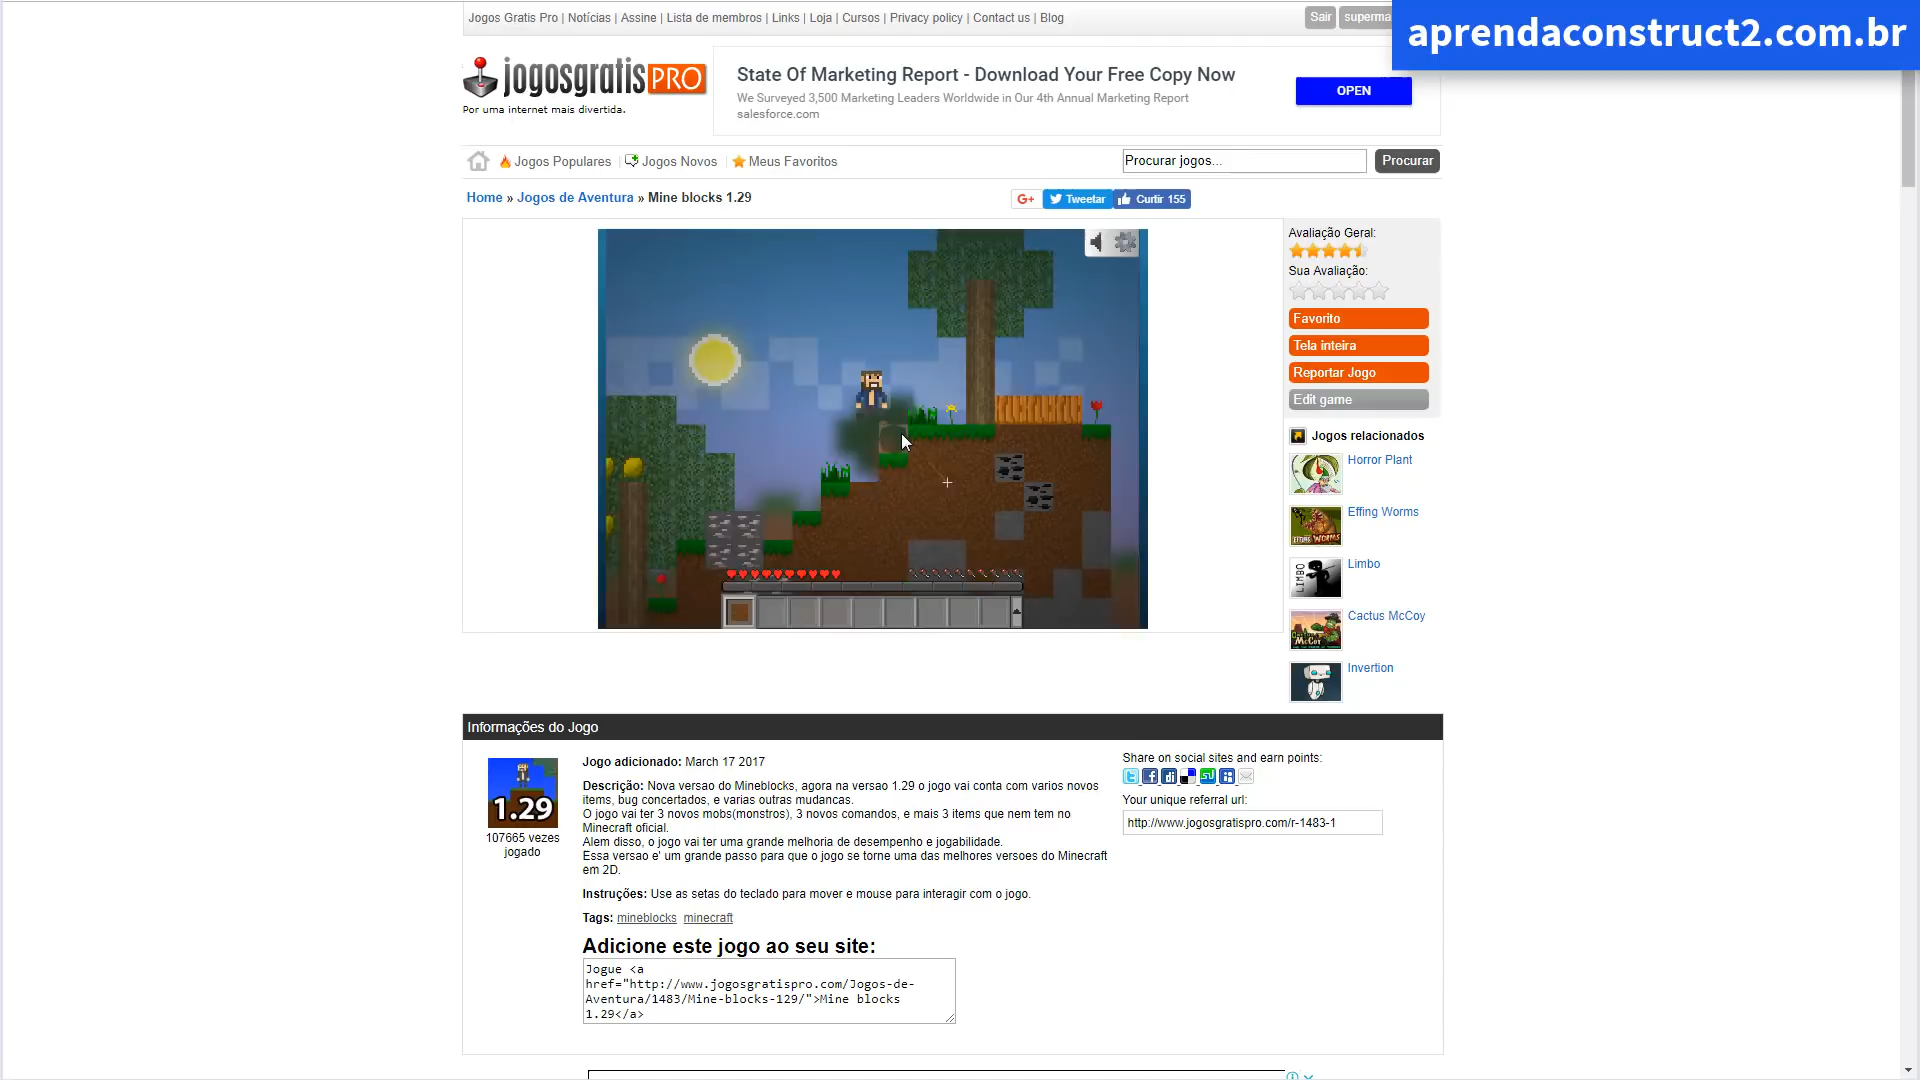 Jogos Gratis Pro | Notícias | Assine | Lista de membros | Links | Loja | Cursos | Privacy policy | Contact us | Blog
Sair
superma
aprendaconstruct2.com.br
jogosgratisPRO
Por uma internet mais divertida.
State Of Marketing Report - Download Your Free Copy Now
We Surveyed 3,500 Marketing Leaders Worldwide in Our 4th Annual Marketing Report
salesforce.com
OPEN
Jogos Populares
Jogos Novos
Meus Favoritos
Procurar jogos...
Procurar
Home » Jogos de Aventura » Mine blocks 1.29
G+
Tweetar
Curtir 155
Avaliação Geral:
Sua Avaliação:
Favorito
Tela inteira
Reportar Jogo
Edit game
Jogos relacionados
Horror Plant
EFFING WORMS
Effing Worms
LIMBO
Limbo
Cactus McCoy
Invertion
Informações do Jogo
1.29
107665 vezes
jogado
Jogo adicionado: March 17 2017
Descrição: Nova versao do Mineblocks, agora na versao 1.29 o jogo vai conta com varios novos
items, bug concertados, e varias outras mudancas.
O jogo vai ter 3 novos mobs(monstros), 3 novos comandos, e mais 3 items que nem tem no
Minecraft oficial.
Alem disso, o jogo vai ter uma grande melhoria de desempenho e jogabilidade.
Essa versao e' um grande passo para que o jogo se torne uma das melhores versoes do Minecraft
em 2D.
Instruções: Use as setas do teclado para mover e mouse para interagir com o jogo.
Tags: mineblocks minecraft
Adicione este jogo ao seu site:
Jogue <a
href="http://www.jogosgratispro.com/Jogos-de-
Aventura/1483/Mine-blocks-129/">Mine blocks
1.29</a>
Share on social sites and earn points:
Your unique referral url:
http://www.jogosgratispro.com/r-1483-1